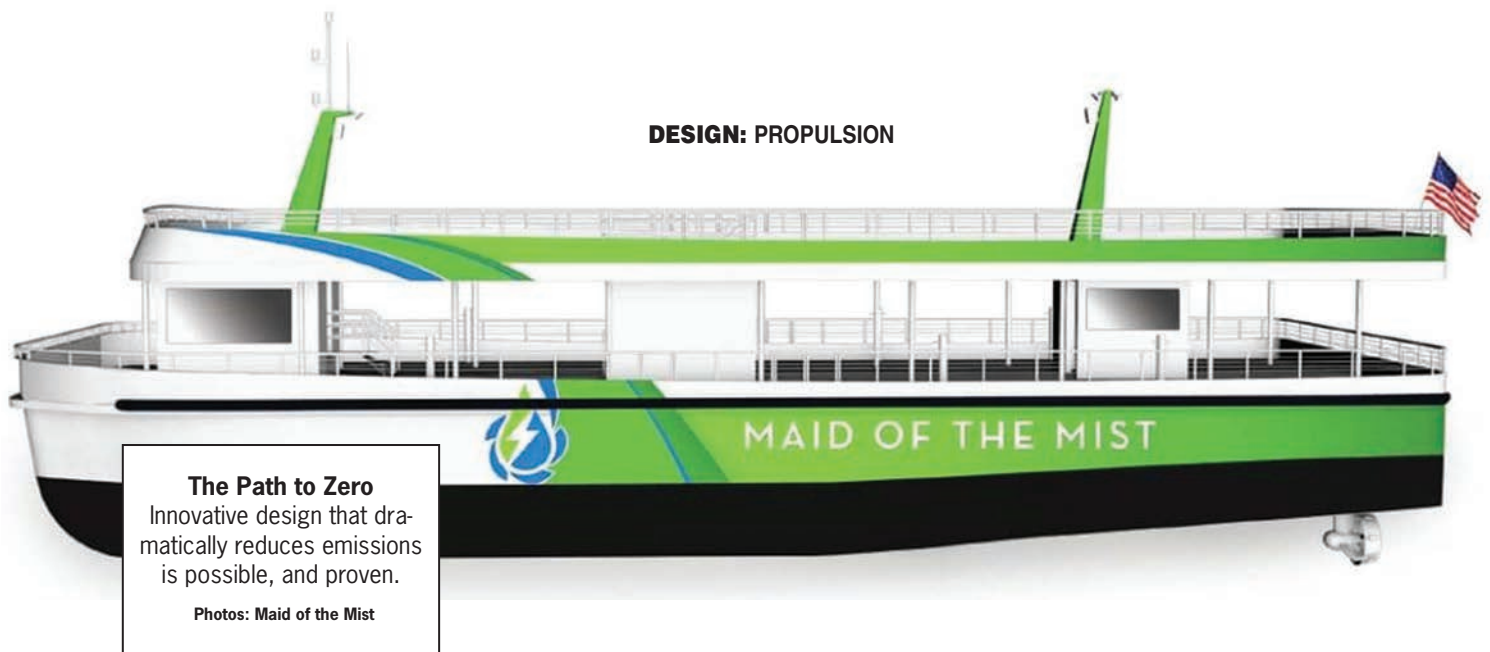 DESIGN: PROPULSION
MAID OF THE MIST
The Path to Zero
Innovative design that dra-
matically reduces emissions
is possible, and proven.
Photos: Maid of the Mist